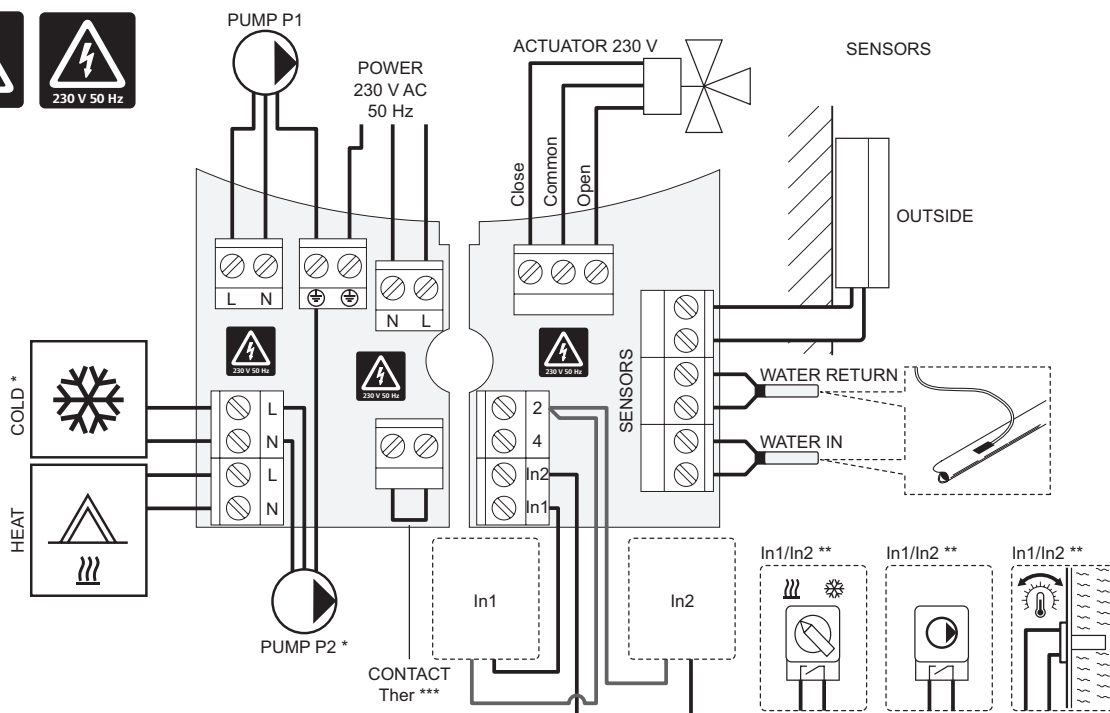 230 V 50 Hz
PUMP P1
POWER
230 V AC
50 Hz
ACTUATOR 230 V
SENSORS
Close
Common
Open
OUTSIDE
L N
N L
230 V 50 Hz
230 V 50 Hz
230 V 50 Hz
SENSORS
WATER RETURN
WATER IN
COLD *
HEAT
L
N
L
N
2
4
In2
In1
In1
In2
PUMP P2 *
CONTACT
Ther ***
In1/In2 **
In1/In2 **
In1/In2 **